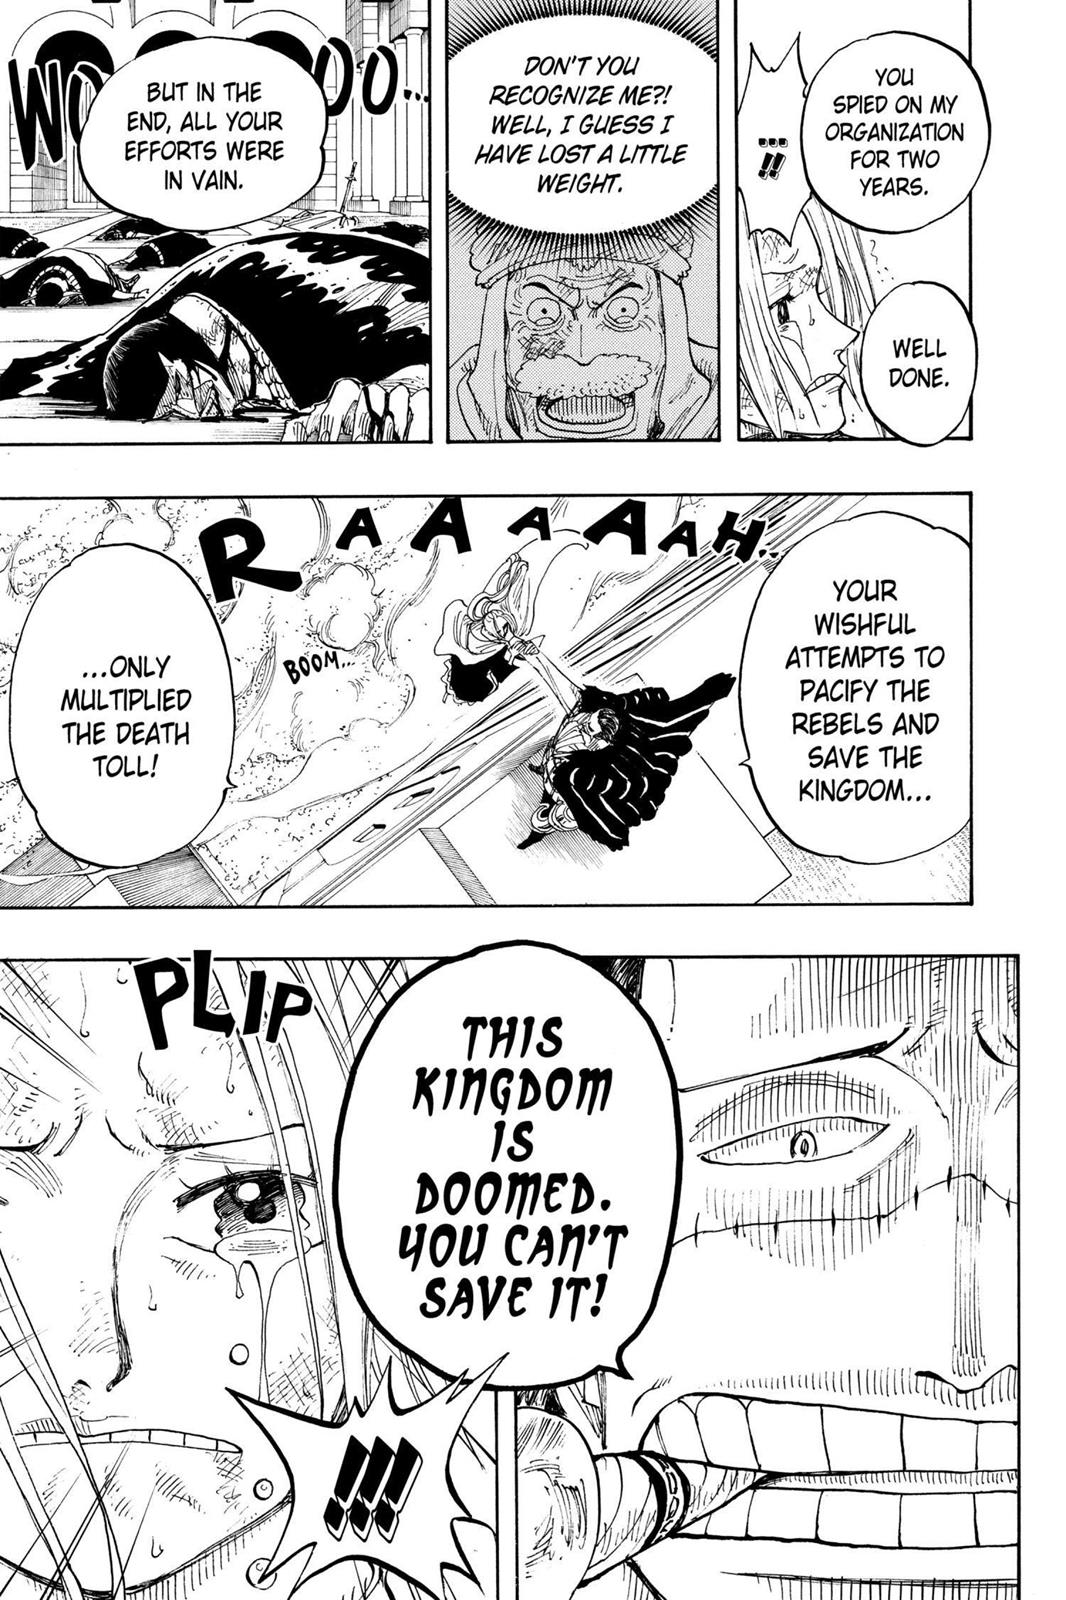 YOU
SPIED ON MY
ORGANIZATION
FOR TWO
YEARS.
...!!
WELL
DONE.
DON'T YOU
RECOGNIZE ME?!
WELL, I GUESS I
HAVE LOST A LITTLE
WEIGHT.
BUT IN THE
END, ALL YOUR
EFFORTS WERE
IN VAIN.
YOUR
WISHFUL
ATTEMPTS TO
PACIFY THE
REBELS AND
SAVE THE
KINGDOM...
RAAAAAAH...
BOOM...
...ONLY
MULTIPLIED
THE DEATH
TOLL!
THIS
KINGDOM
IS
DOOMED.
YOU CAN'T
SAVE IT!
PLIP
!!!